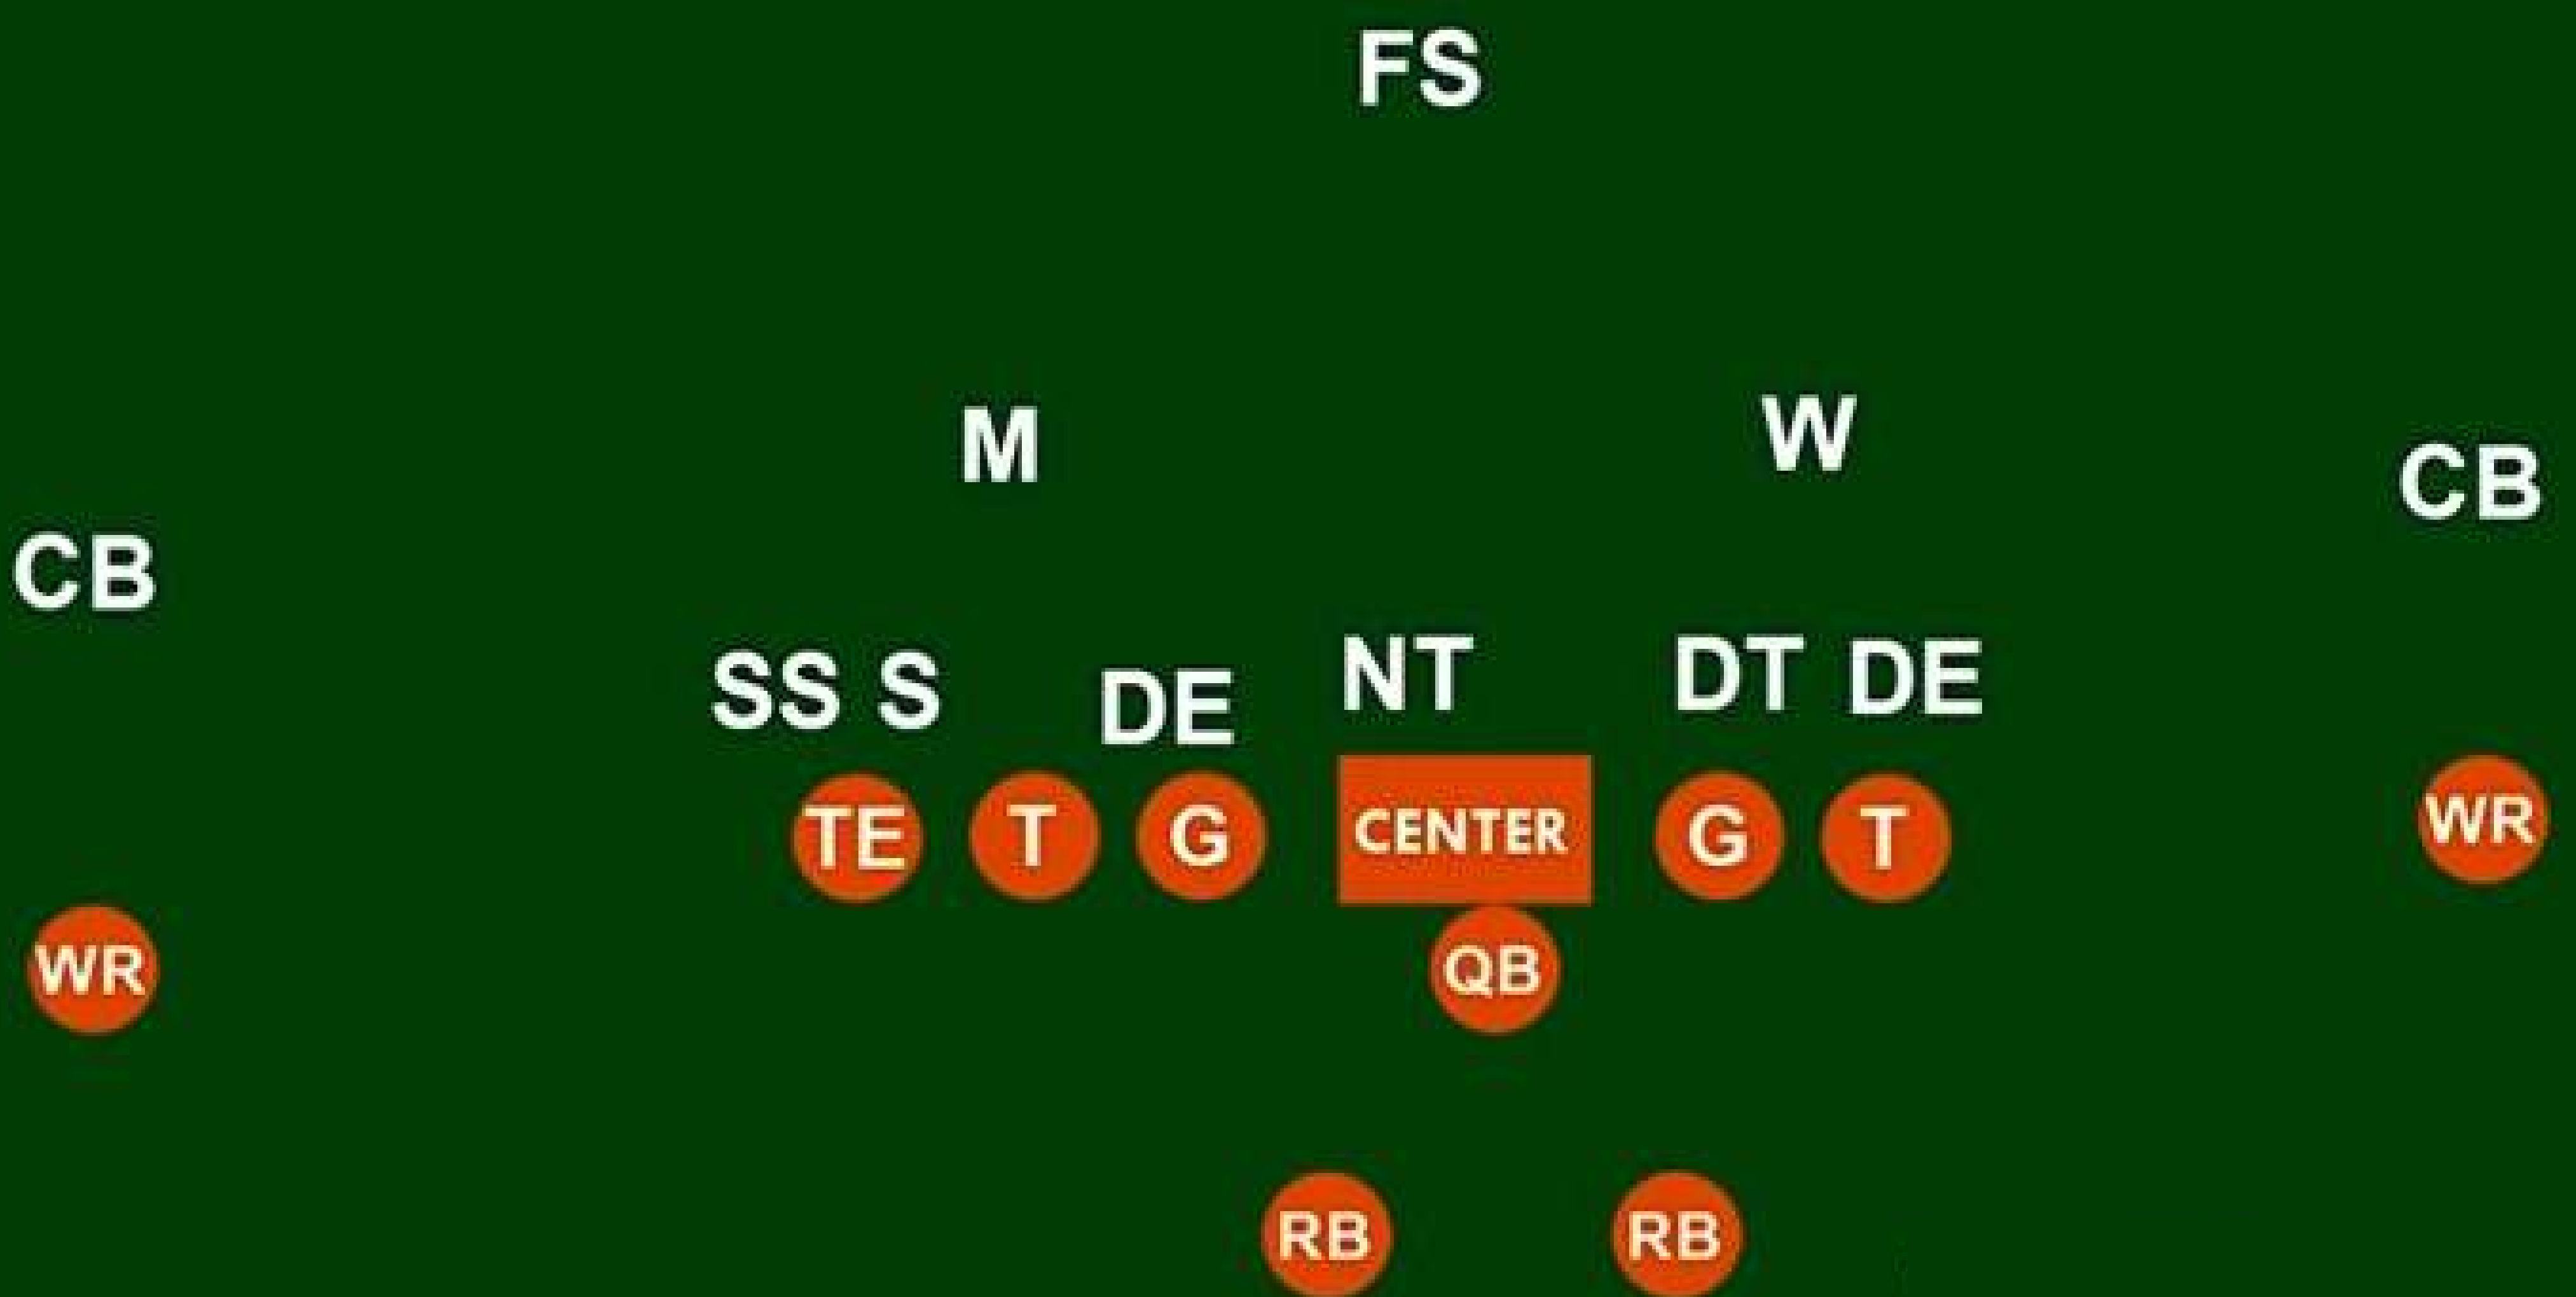 FS
M W
CB CB
SS S DE NT DT DE
TE T G CENTER G T WR
WR QB
RB RB